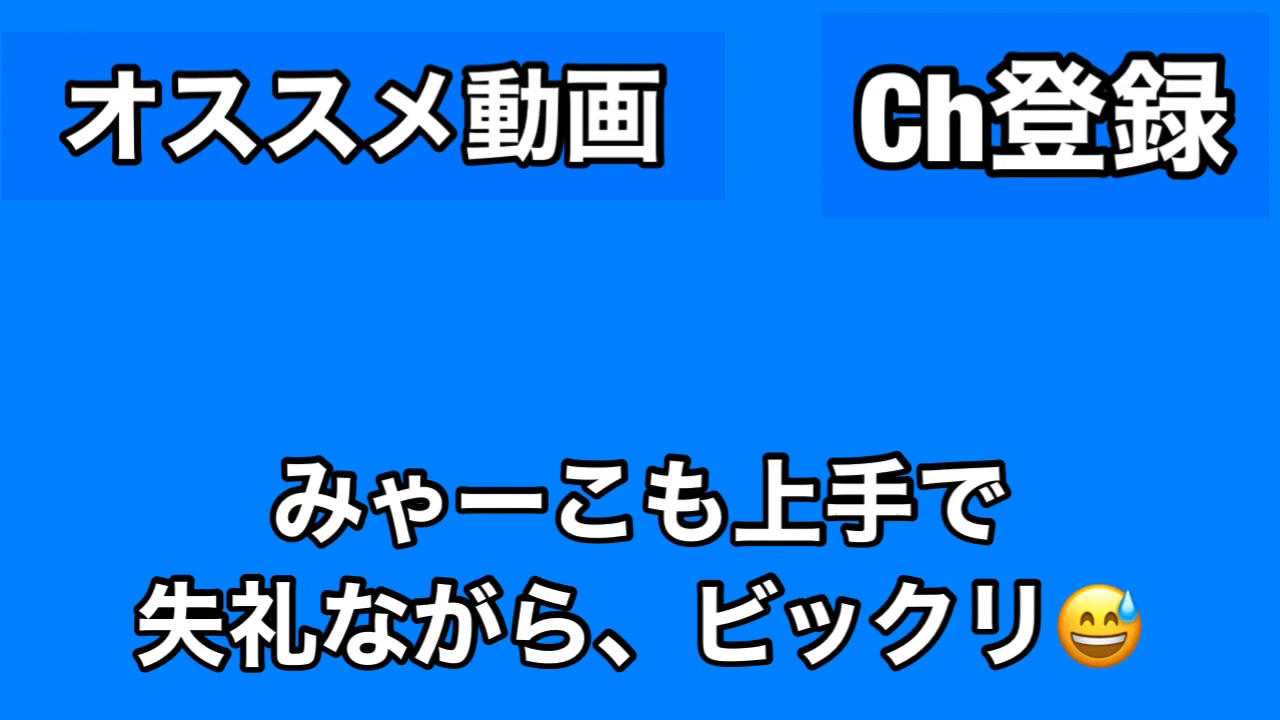 オススメ動画
Ch登録
みゃーこも上手で
失礼ながら、ビックリ😅